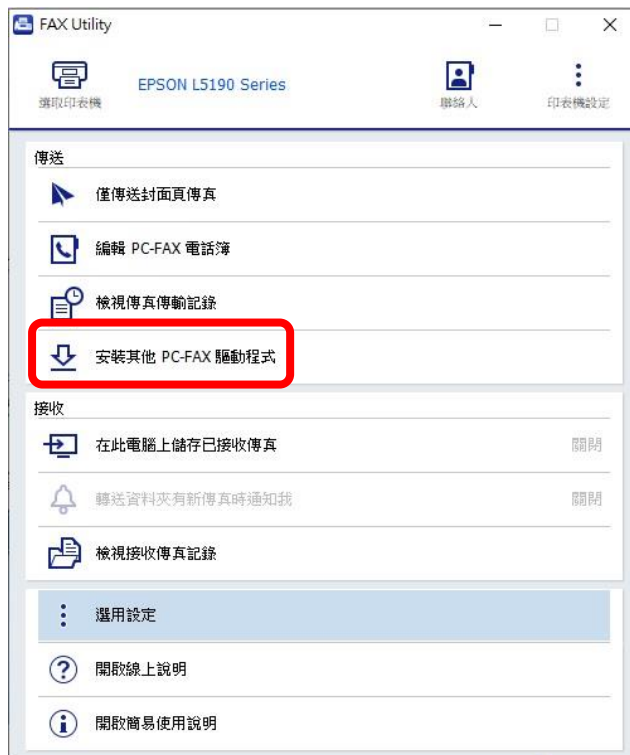 FAX Utility
選取印表機
EPSON L5190 Series
聯絡人
印表機設定
傳送
僅傳送封面頁傳真
編輯 PC-FAX 電話簿
檢視傳真傳輸記錄
安裝其他 PC-FAX 驅動程式
接收
在此電腦上儲存已接收傳真 關閉
轉送資料夾有新傳真時通知我 關閉
檢視接收傳真記錄
選用設定
開啟線上說明
開啟簡易使用說明